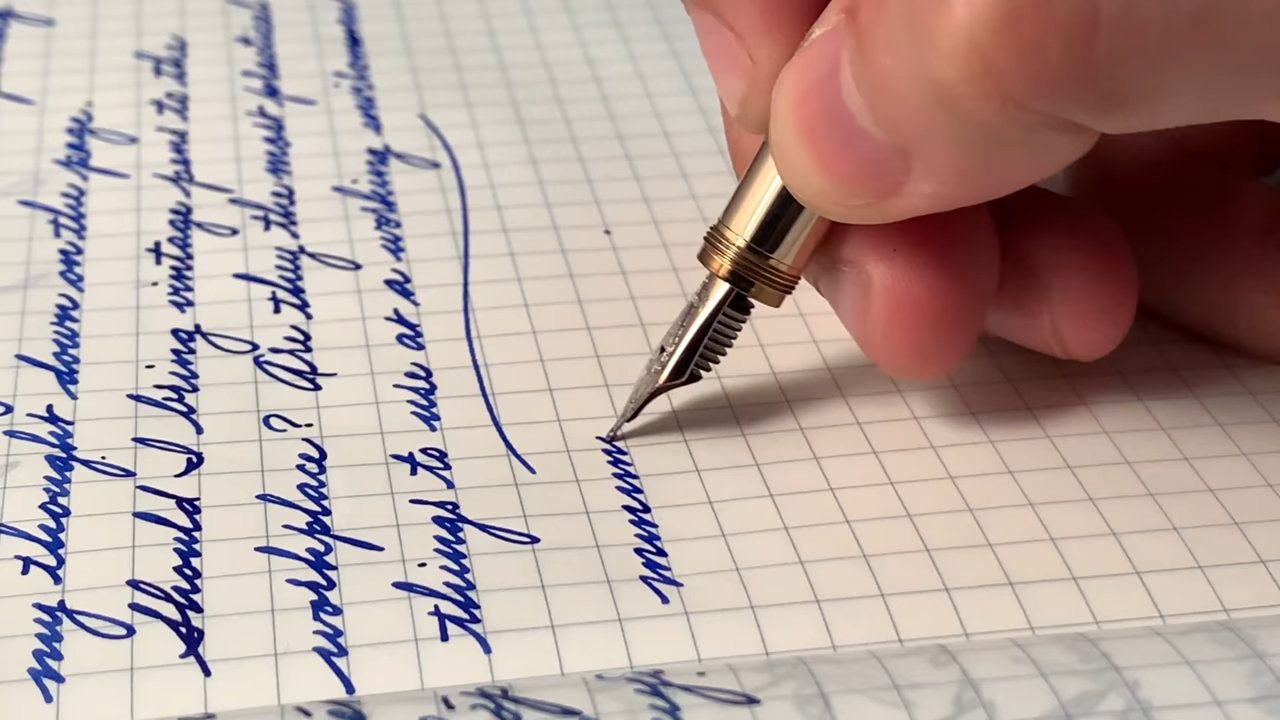 my thought down on the page.
Should I bring vintage pens to the
workplace? Are they the most practical
things to use at a working environment
minimum